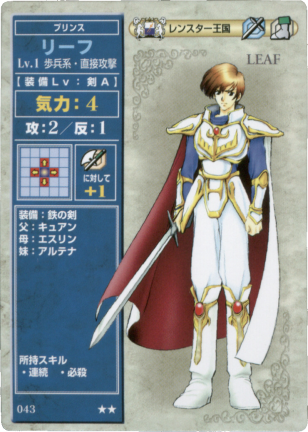 プリンス
リーフ
Lv.1 歩兵系・直接攻撃
[装備Lv：剣A]
気力：4
攻：2／反：1
に対して
+1
装備：鉄の剣
父：キュアン
母：エスリン
妹：アルテナ
所持スキル
・連続 ・必殺
043 ★★
レンスター王国
LEAF